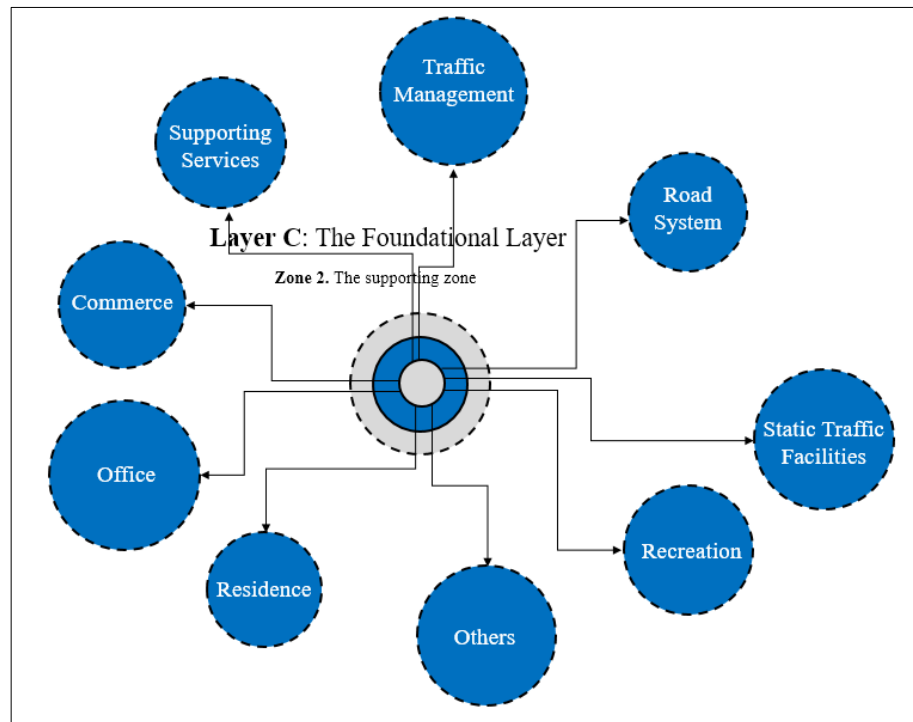 Traffic
Management
Supporting
Services
Road
System
Layer C: The Foundational Layer
Zone 2. The supporting zone
Commerce
Static Traffic
Facilities
Office
Recreation
Residence
Others